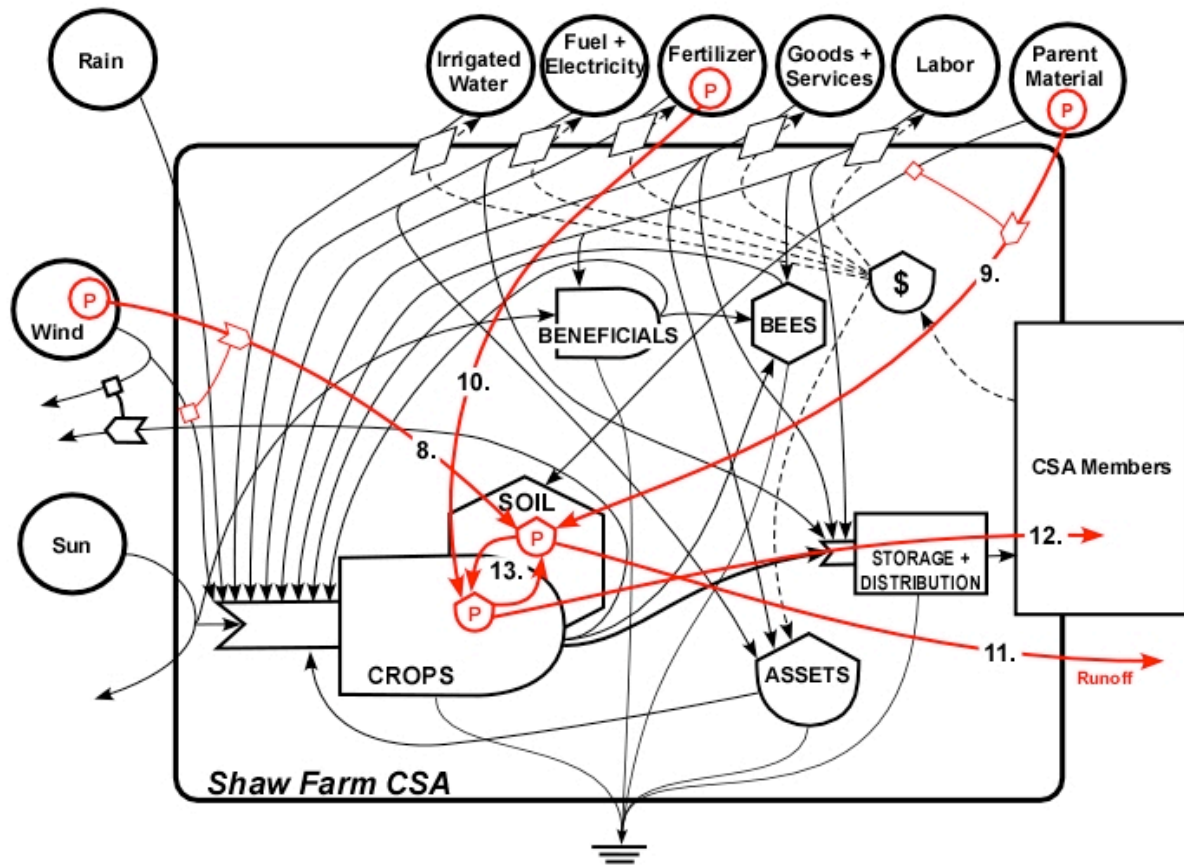 Rain
Irrigated
Water
Fuel +
Electricity
Fertilizer
P
Goods +
Services
Labor
Parent
Material
P
P
Wind
9.
$
BENEFICIALS
BEES
10.
8.
CSA Members
SOIL
P
Sun
13.
12.
STORAGE +
DISTRIBUTION
P
CROPS
ASSETS
11.
Runoff
Shaw Farm CSA